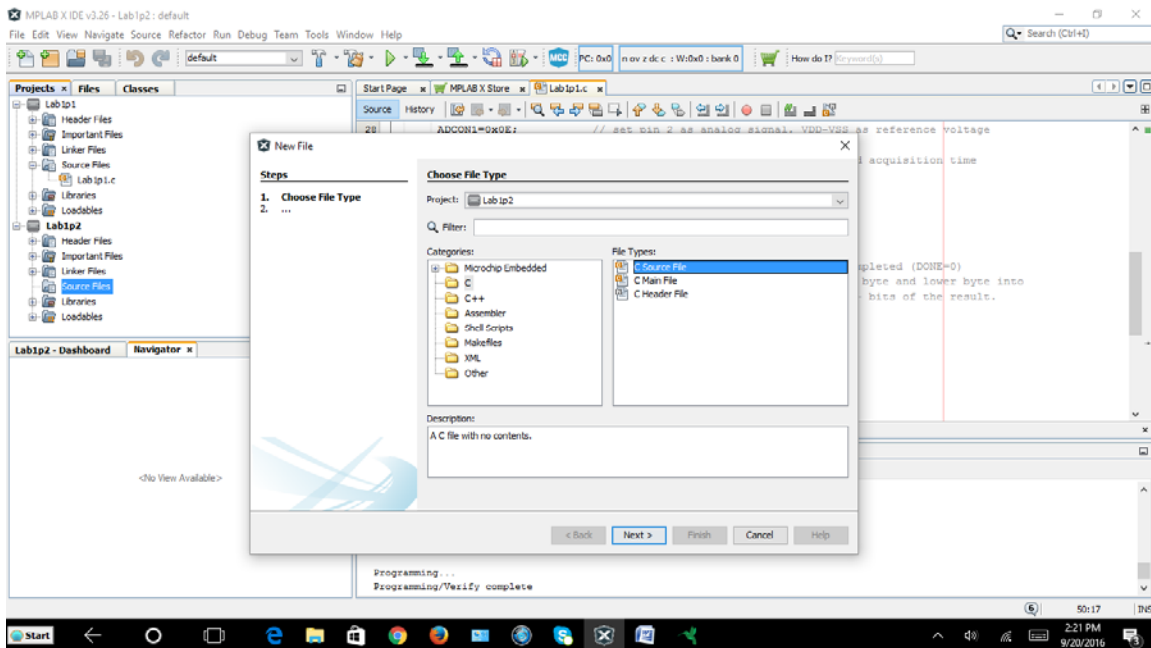 MPLAB X IDE v3.26 - Lab1p2 : default
File Edit View Navigate Source Refactor Run Debug Team Tools Window Help
Search (Ctrl+I)
default
MCC
PC: 0x0
n ov z dc c : W:0x0 : bank 0
How do I? Keyword(s)
Projects x Files Classes
Start Page x MPLAB X Store x Lab1p1.c x
Source History
Lab1p1
Header Files
Important Files
Linker Files
Source Files
Lab1p1.c
Libraries
Loadables
Lab1p2
Header Files
Important Files
Linker Files
Source Files
Libraries
Loadables
28 ADCON1=0x0E; // set pin 2 as analog signal, VDD-VSS as reference voltage
acquisition time
pleted (DONE=0)
byte and lower byte into
bits of the result.
New File
Steps
1. Choose File Type
2. ...
Choose File Type
Project: Lab1p2
Filter:
Categories:
Microchip Embedded
C
C++
Assembler
Shell Scripts
Makefiles
XML
Other
File Types:
C Source File
C Main File
C Header File
Description:
A C file with no contents.
< Back Next > Finish Cancel Help
Lab1p2 - Dashboard Navigator x
<No View Available>
Programming...
Programming/Verify complete
6 50:17 INS
Start
2:21 PM
9/20/2016
3